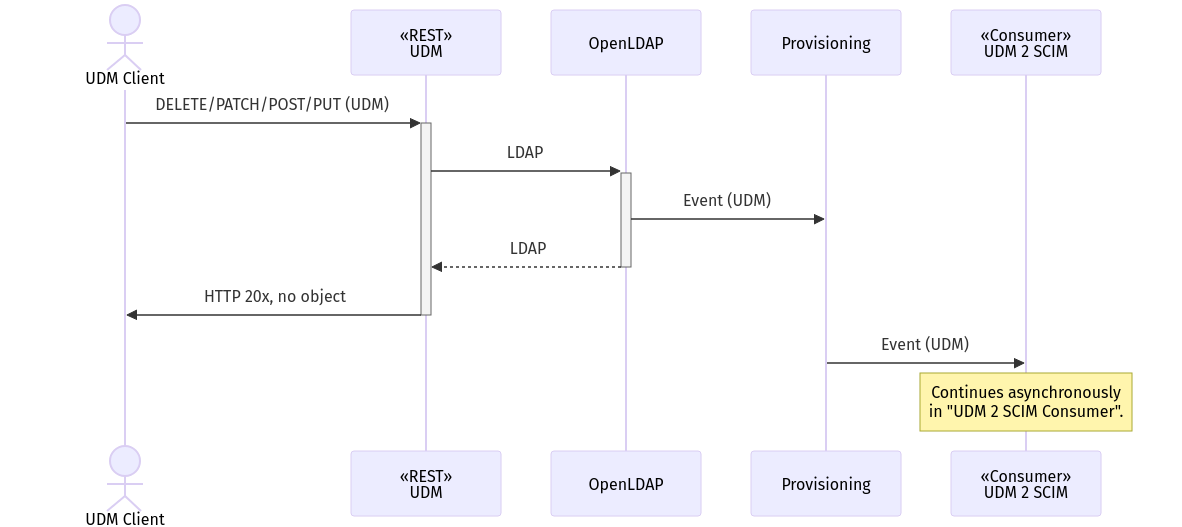 «REST»
UDM
OpenLDAP
Provisioning
«Consumer»
UDM 2 SCIM
UDM Client
DELETE/PATCH/POST/PUT (UDM)
LDAP
Event (UDM)
LDAP
HTTP 20x, no object
Event (UDM)
Continues asynchronously
in "UDM 2 SCIM Consumer".
«REST»
UDM
OpenLDAP
Provisioning
«Consumer»
UDM 2 SCIM
UDM Client